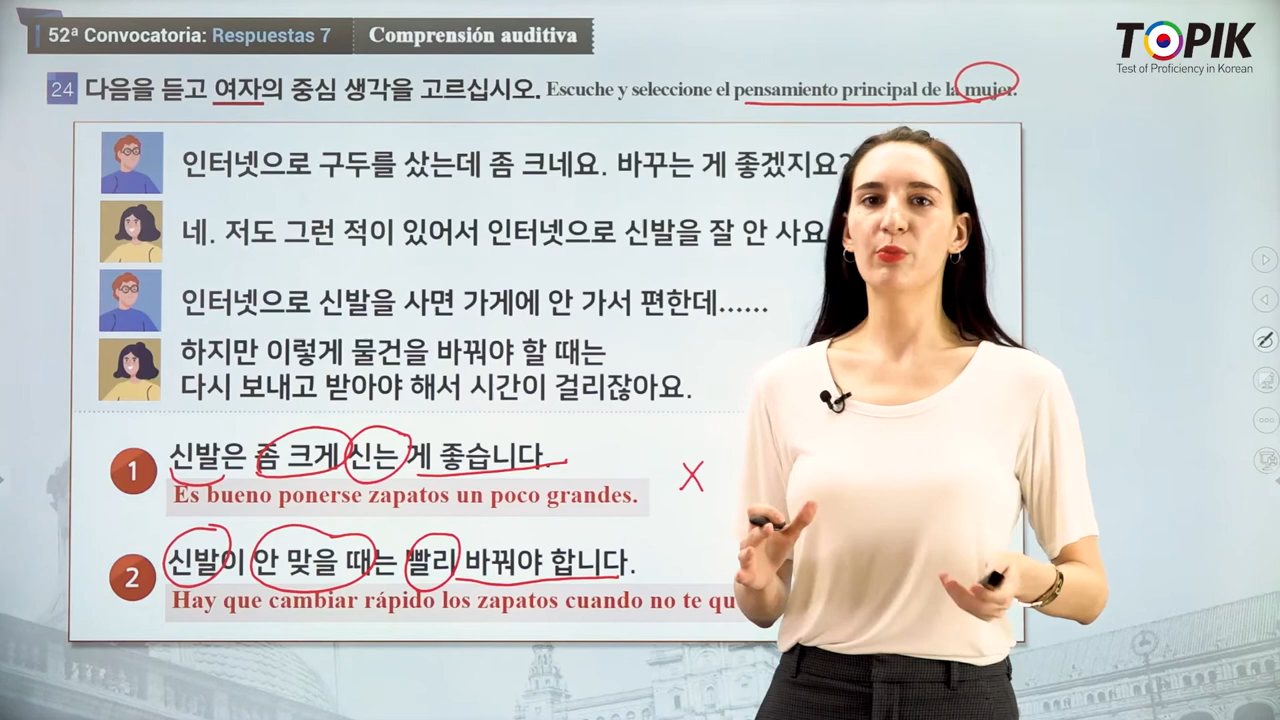 52ª Convocatoria: Respuestas 7 Comprensión auditiva
TOPIK
Test of Proficiency in Korean
24 다음을 듣고 여자의 중심 생각을 고르십시오. Escuche y seleccione el pensamiento principal de la mujer.
인터넷으로 구두를 샀는데 좀 크네요. 바꾸는 게 좋겠지요?
네. 저도 그런 적이 있어서 인터넷으로 신발을 잘 안 사요
인터넷으로 신발을 사면 가게에 안 가서 편한데……
하지만 이렇게 물건을 바꿔야 할 때는
다시 보내고 받아야 해서 시간이 걸리잖아요.
1 신발은 좀 크게 신는 게 좋습니다.
Es bueno ponerse zapatos un poco grandes.
2 신발이 안 맞을 때는 빨리 바꿔야 합니다.
Hay que cambiar rápido los zapatos cuando no te